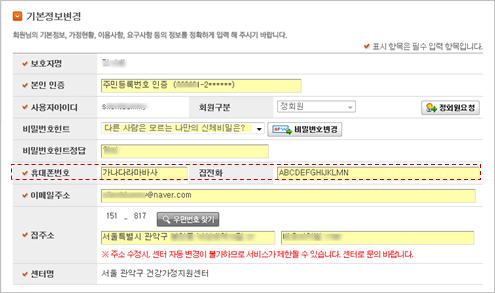 기본정보변경
회원님의 기본정보, 가정현황, 이용사항, 요구사항 등의 정보를 정확하게 입력 해 주시기 바랍니다.
표시 항목은 필수 입력 항목입니다.
보호자명
본인 인증 주민등록번호 인증 ( -2******)
사용자아이디 회원구분 정회원 정회원요청
비밀번호힌트 다른 사람은 모르는 나만의 신체비밀은? 비밀번호변경
비밀번호힌트정답
휴대폰번호 가나다라마바사 집전화 ABCDEFGHIJKLMN
이메일주소 @naver.com
151 - 817 우편번호 찾기
집주소 서울특별시 관악구
※ 주소 수정시, 센터 자동 변경이 불가하므로 서비스가 제한될 수 있습니다. 센터로 문의 바랍니다.
센터명 서울 관악구 건강가정지원센터